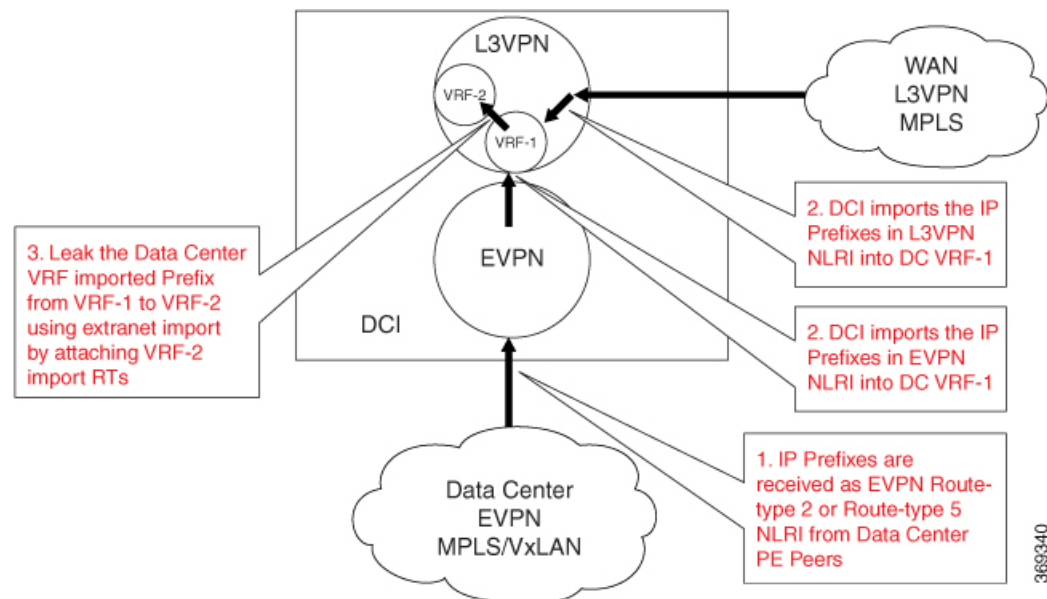 L3VPN
VRF-2
VRF-1
WAN
L3VPN
MPLS
2. DCI imports the IP
Prefixes in L3VPN
NLRI into DC VRF-1
3. Leak the Data Center
VRF imported Prefix
from VRF-1 to VRF-2
using extranet import
by attaching VRF-2
import RTs
EVPN
DCI
2. DCI imports the IP
Prefixes in EVPN
NLRI into DC VRF-1
Data Center
EVPN
MPLS/VxLAN
1. IP Prefixes are
received as EVPN Route-
type 2 or Route-type 5
NLRI from Data Center
PE Peers
369340